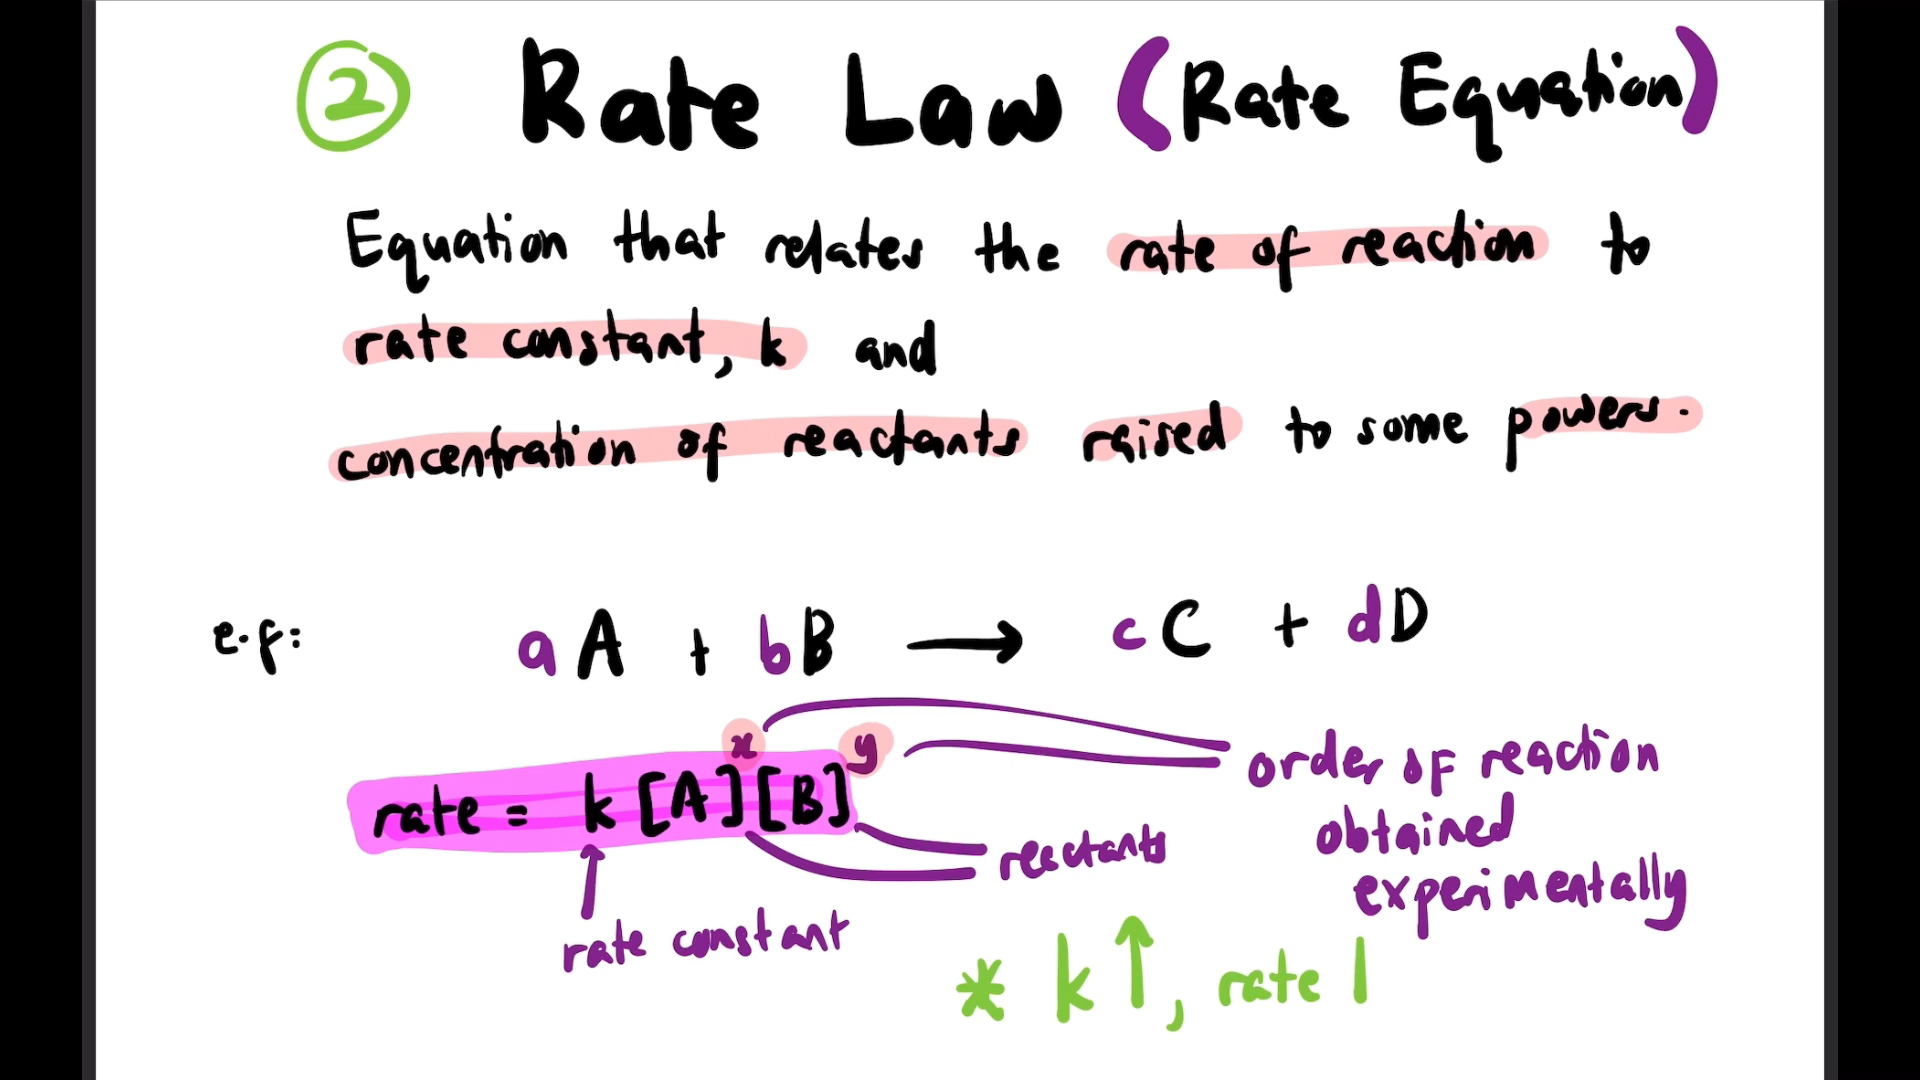 2 Rate Law (Rate Equation)
Equation that relates the rate of reaction to
rate constant, k and
concentration of reactants raised to some powers.
e.g: aA + bB → cC + dD
rate = k[A]ˣ[B]ʸ
order of reaction
obtained
experimentally
reactants
rate constant
* k↑, rate |